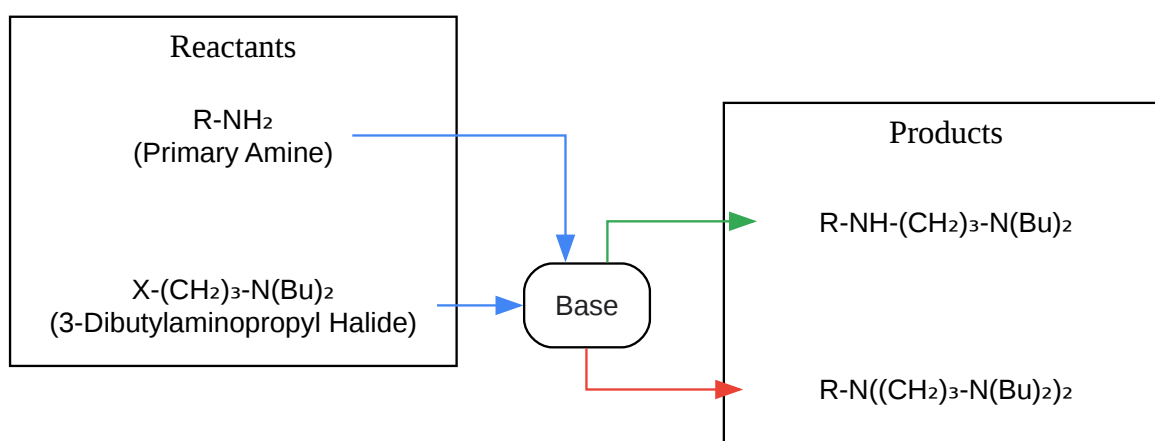 Reactants
R-NH₂
(Primary Amine)
X-(CH₂)₃-N(Bu)₂
(3-Dibutylaminopropyl Halide)
Base
Products
R-NH-(CH₂)₃-N(Bu)₂
R-N((CH₂)₃-N(Bu)₂)₂